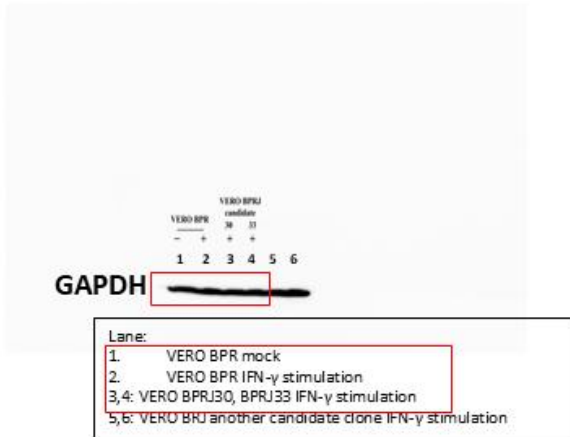 VERO BPRJ
VERO BPR candidate
30 33
- + + +
1 2 3 4 5 6
GAPDH
Lane:
1. VERO BPR mock
2. VERO BPR IFN-γ stimulation
3,4: VERO BPRJ30, BPRJ33 IFN-γ stimulation
5,6: VERO BRJ another candidate clone IFN-γ stimulation